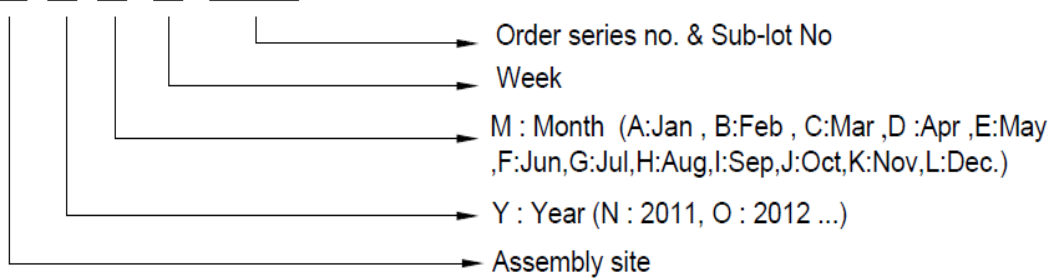 Order series no. & Sub-lot No
Week
M : Month (A:Jan , B:Feb , C:Mar ,D :Apr ,E:May
,F:Jun,G:Jul,H:Aug,I:Sep,J:Oct,K:Nov,L:Dec.)
Y : Year (N : 2011, O : 2012 ...)
Assembly site